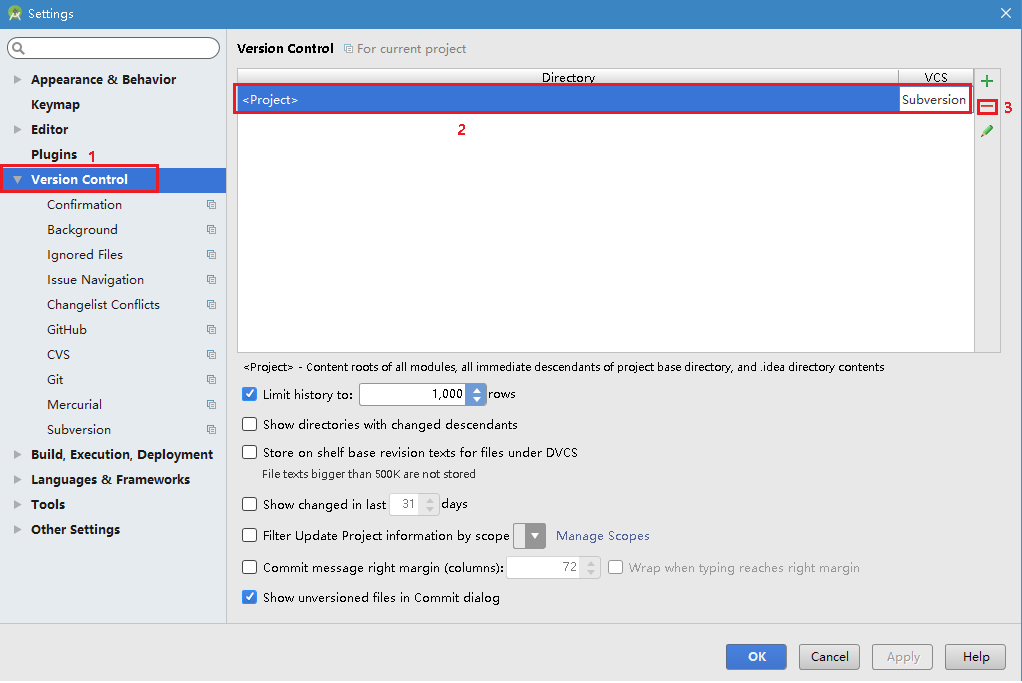 Settings
Version Control For current project
Appearance & Behavior
Keymap
Editor
Plugins 1
Version Control
Confirmation
Background
Ignored Files
Issue Navigation
Changelist Conflicts
GitHub
CVS
Git
Mercurial
Subversion
Build, Execution, Deployment
Languages & Frameworks
Tools
Other Settings
Directory VCS
<Project> Subversion
3
2
<Project> - Content roots of all modules, all immediate descendants of project base directory, and .idea directory contents
Limit history to: 1,000 rows
Show directories with changed descendants
Store on shelf base revision texts for files under DVCS
File texts bigger than 500K are not stored
Show changed in last 31 days
Filter Update Project information by scope Manage Scopes
Commit message right margin (columns): 72 Wrap when typing reaches right margin
Show unversioned files in Commit dialog
OK Cancel Apply Help